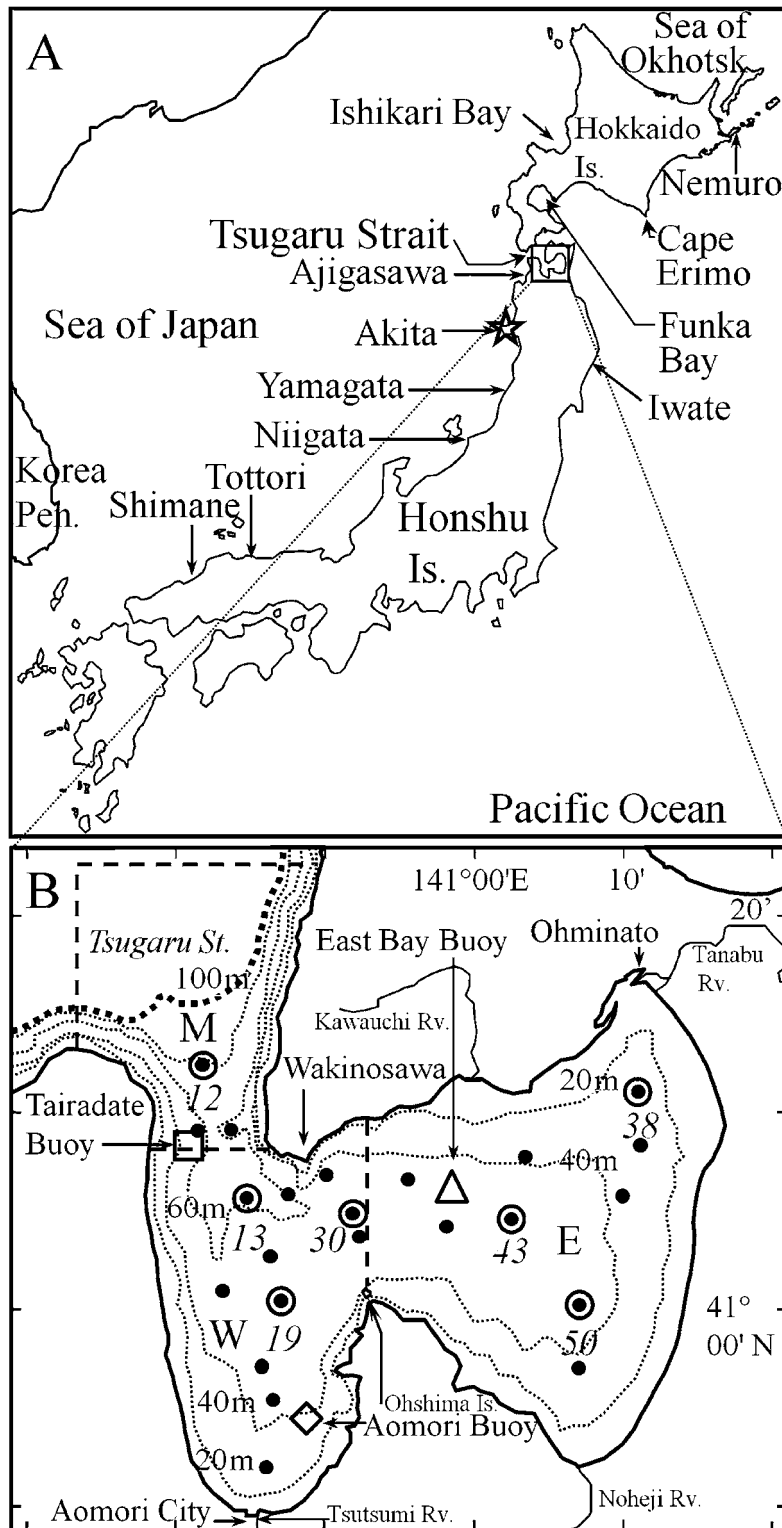 A
Sea of
Okhotsk
Ishikari Bay
Hokkaido
Is.
Nemuro
Tsugaru Strait
Cape
Erimo
Ajigasawa
Sea of Japan
Akita
Funka
Bay
Yamagata
Iwate
Niigata
Korea
Pen.
Tottori
Shimane
Honshu
Is.
Pacific Ocean
B
141°00'E
10'
20'
Tsugaru St.
East Bay Buoy
Ohminato
Tanabu
Rv.
100m
M
Kawauchi Rv.
12
Wakinosawa
20m
Tairadate
Buoy
38
40m
60m
13
30
43
E
W
19
50
41°
00' N
40m
Ohshima Is.
Aomori Buoy
20m
Aomori City
Tsutsumi Rv.
Noheji Rv.